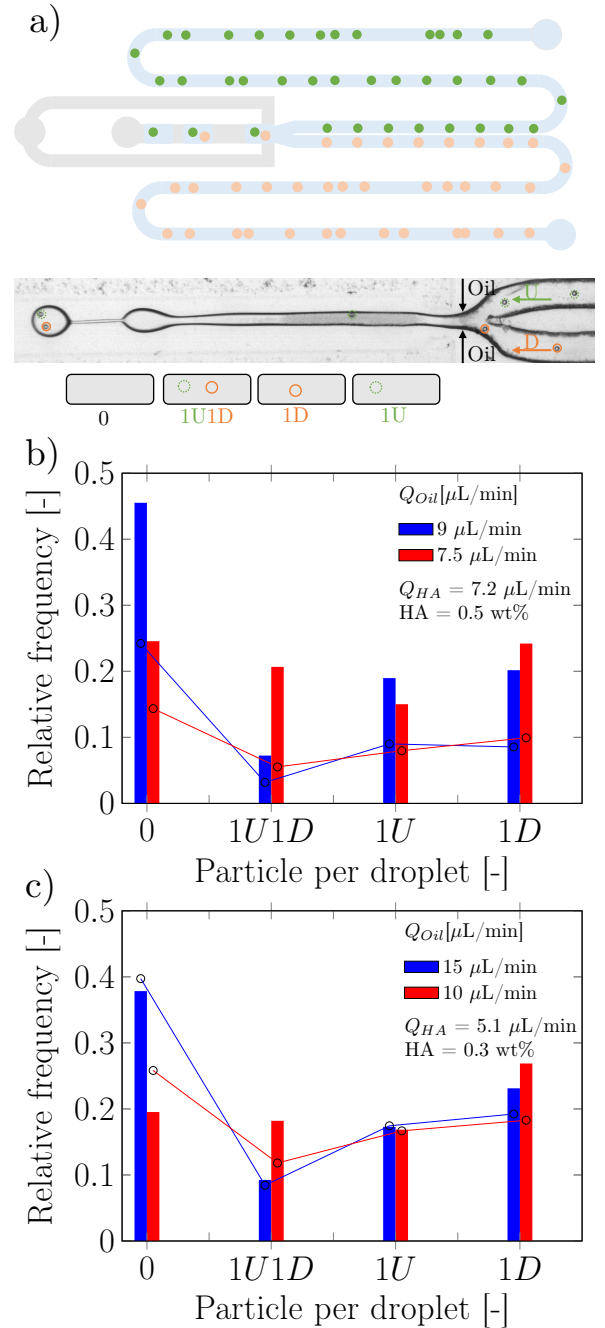 a)
Oil
U
D
Oil
0
1U1D
1D
1U
b)
Relative frequency [-]
0.5
0.4
0.3
0.2
0.1
0
Q_Oil[μL/min]
9 μL/min
7.5 μL/min
Q_HA = 7.2 μL/min
HA = 0.5 wt%
0
1U1D
1U
1D
Particle per droplet [-]
c)
Relative frequency [-]
0.5
0.4
0.3
0.2
0.1
0
Q_Oil[μL/min]
15 μL/min
10 μL/min
Q_HA = 5.1 μL/min
HA = 0.3 wt%
0
1U1D
1U
1D
Particle per droplet [-]